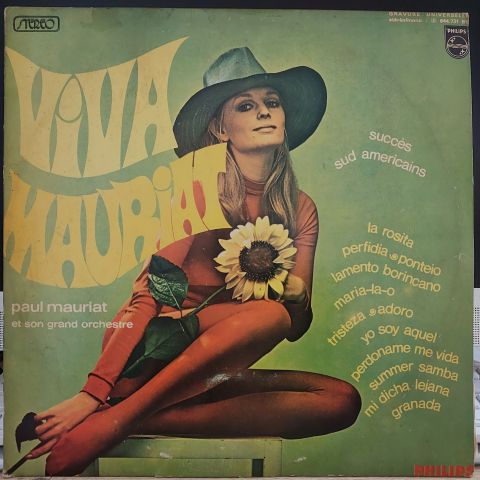 STEREO
GRAVURE UNIVERSELLE
PHILIPS
VIVA
MAURIAT
succès
sud americains
paul mauriat
et son grand orchestre
la rosita
perfidia ponteio
lamento borincano
maria-la-o
tristeza adoro
yo soy aquel
perdoname me vida
summer samba
mi dicha lejana
granada
PHILIPS